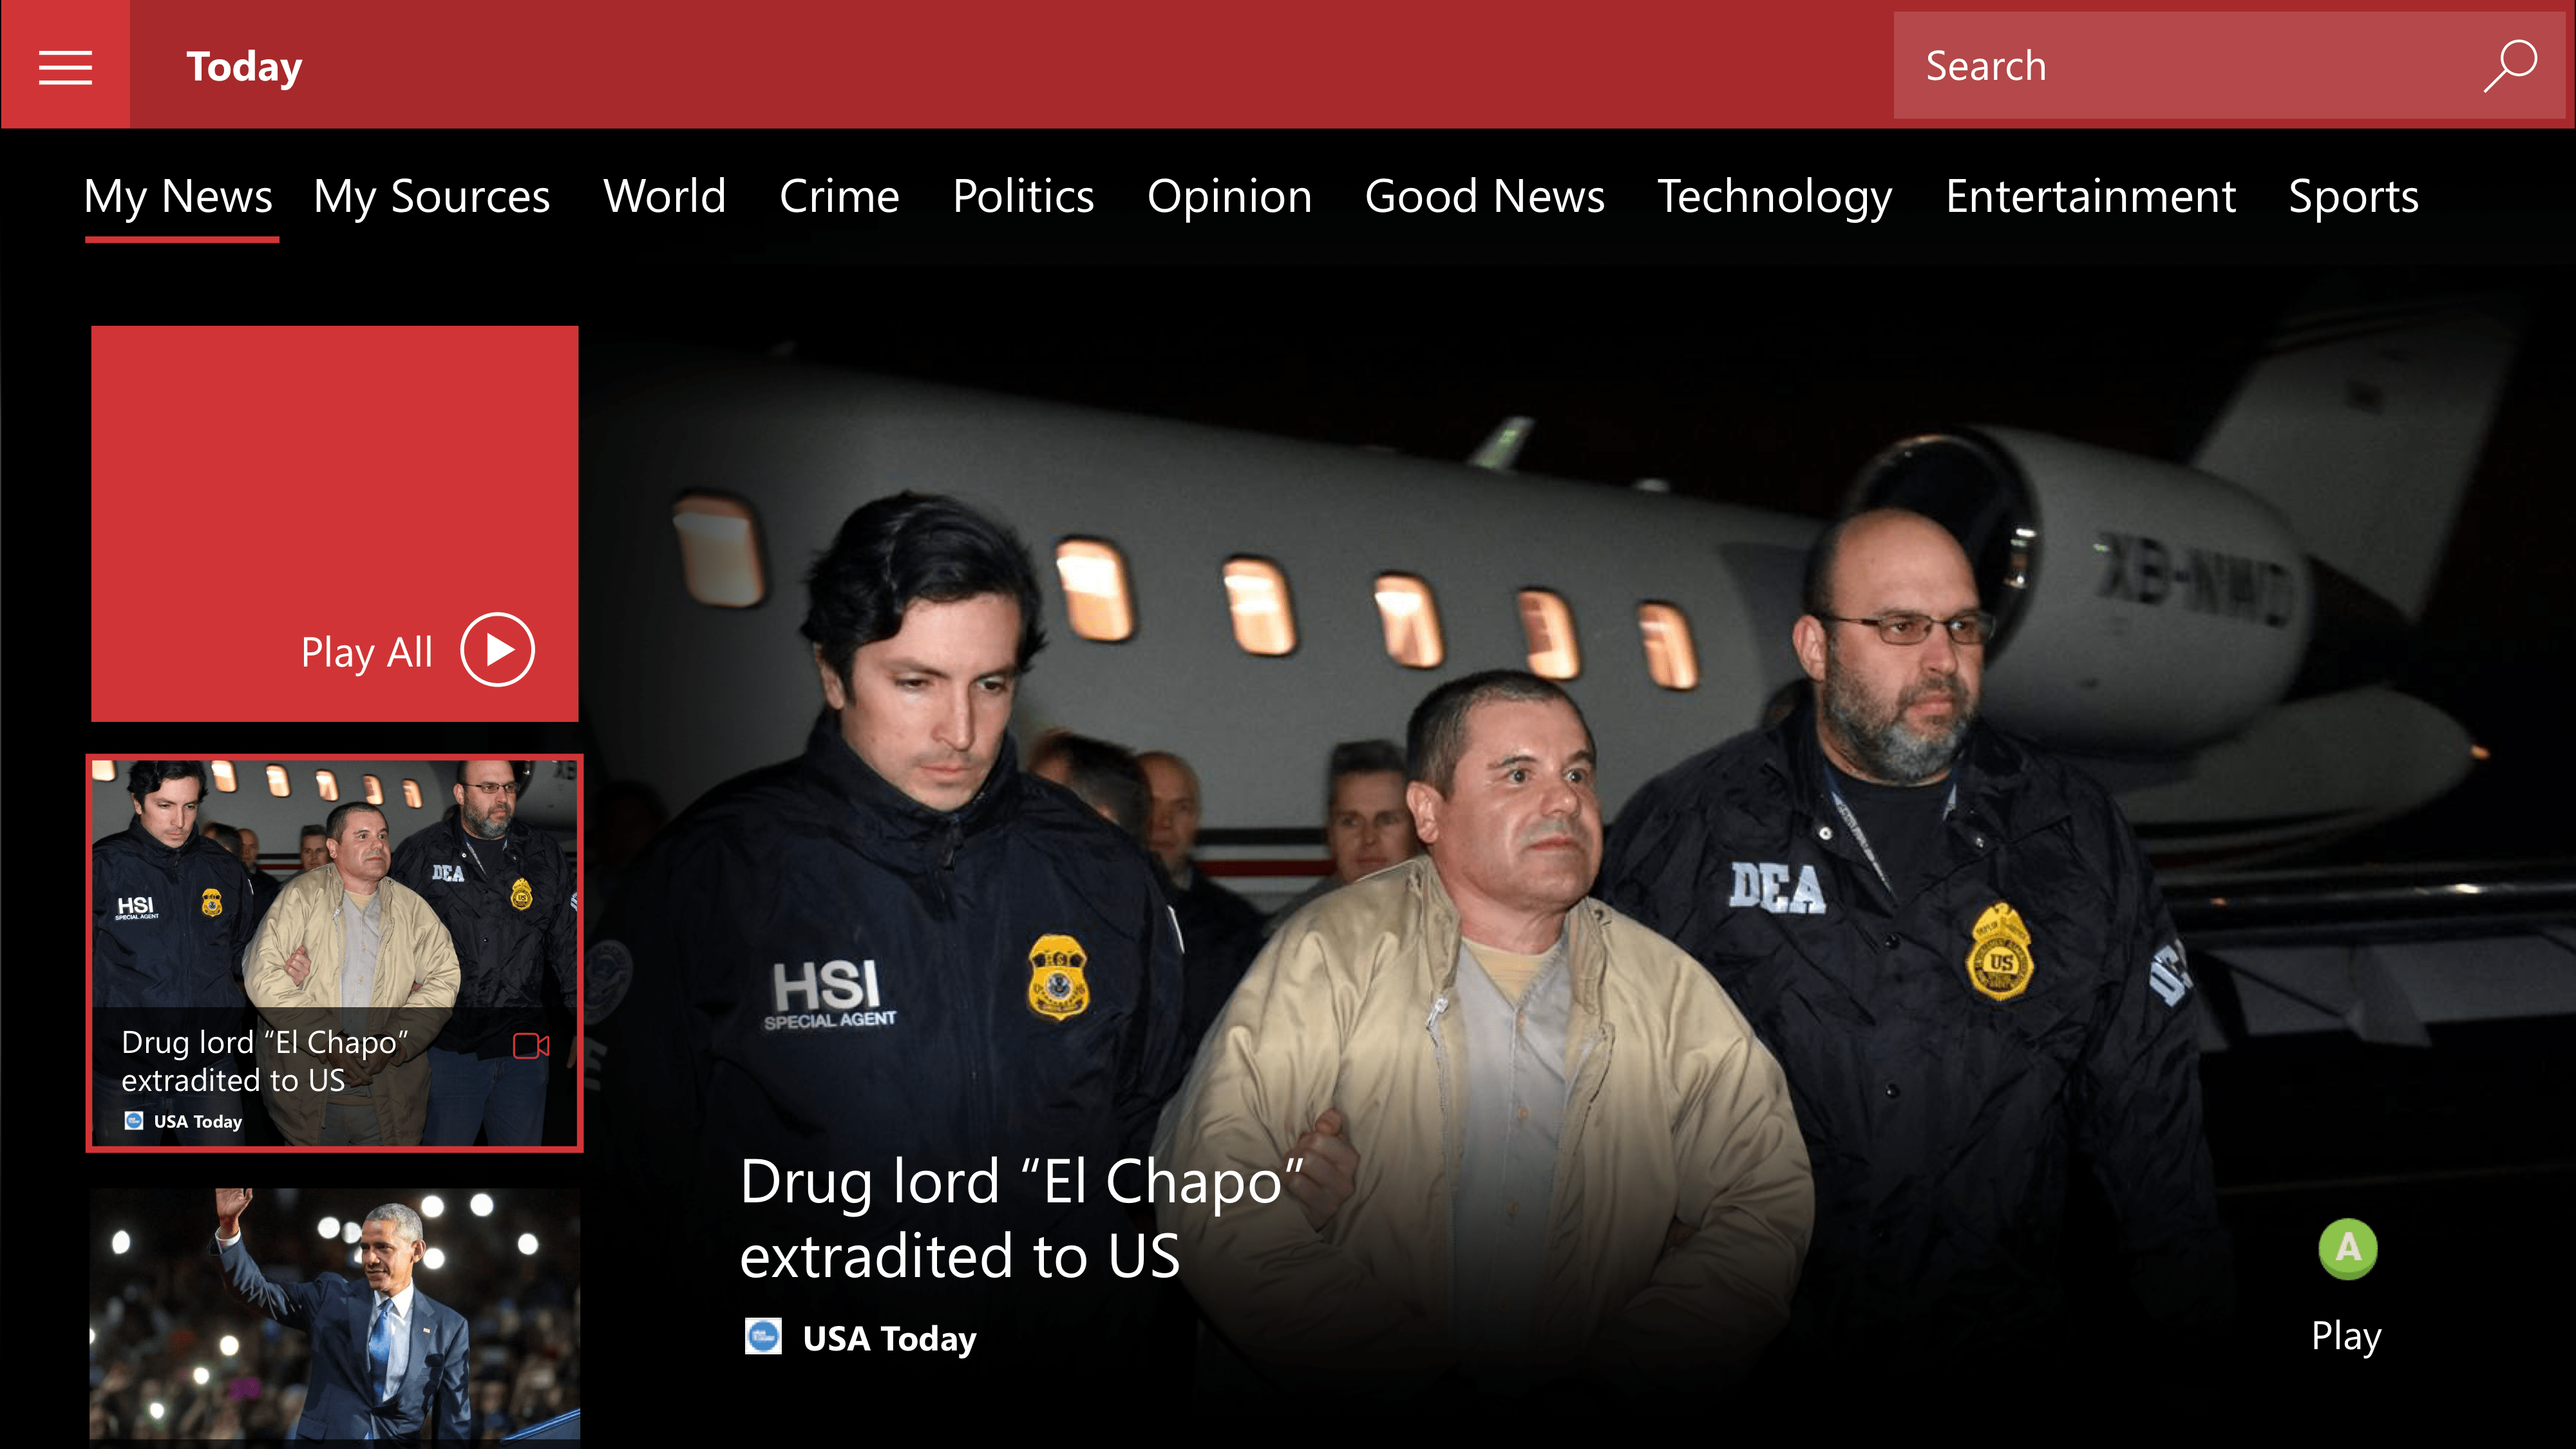 Today
Search
My News
My Sources
World
Crime
Politics
Opinion
Good News
Technology
Entertainment
Sports
Play All
HSI
SPECIAL AGENT
DEA
Drug lord “El Chapo”
extradited to US
USA Today
HSI
SPECIAL AGENT
DEA
US
Drug lord “El Chapo”
extradited to US
USA Today
A
Play